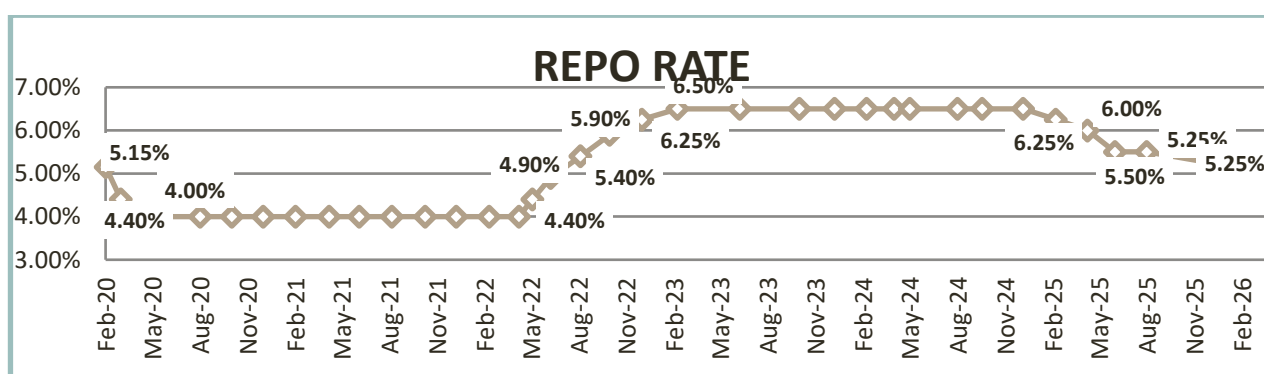 REPO RATE
7.00%
6.00%
5.00%
4.00%
3.00%
5.15%
4.40%
4.00%
4.90%
4.40%
5.90%
5.40%
6.50%
6.25%
6.25%
6.00%
5.50%
5.25%
5.25%
Feb-20
May-20
Aug-20
Nov-20
Feb-21
May-21
Aug-21
Nov-21
Feb-22
May-22
Aug-22
Nov-22
Feb-23
May-23
Aug-23
Nov-23
Feb-24
May-24
Aug-24
Nov-24
Feb-25
May-25
Aug-25
Nov-25
Feb-26